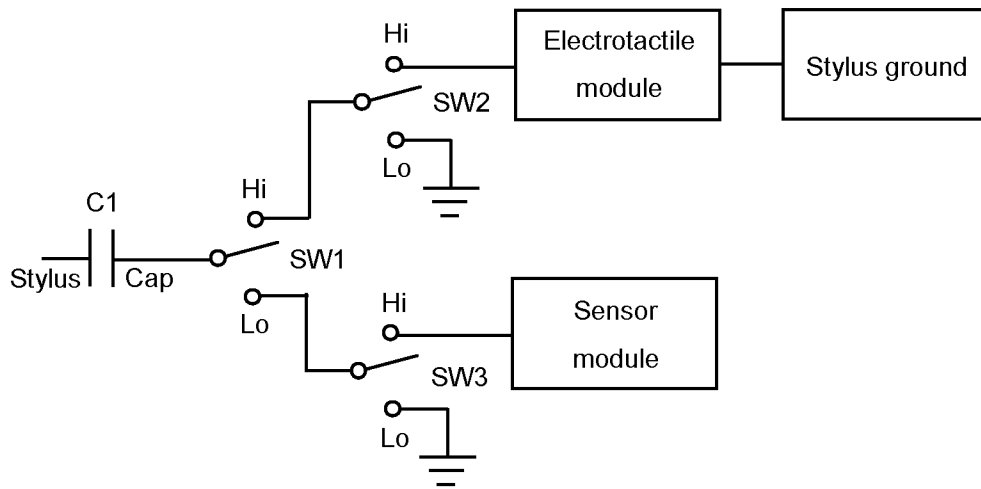 Hi
Electrotactile
module
Stylus ground
SW2
Lo
C1
Hi
Stylus
Cap
SW1
Lo
Hi
Sensor
module
SW3
Lo